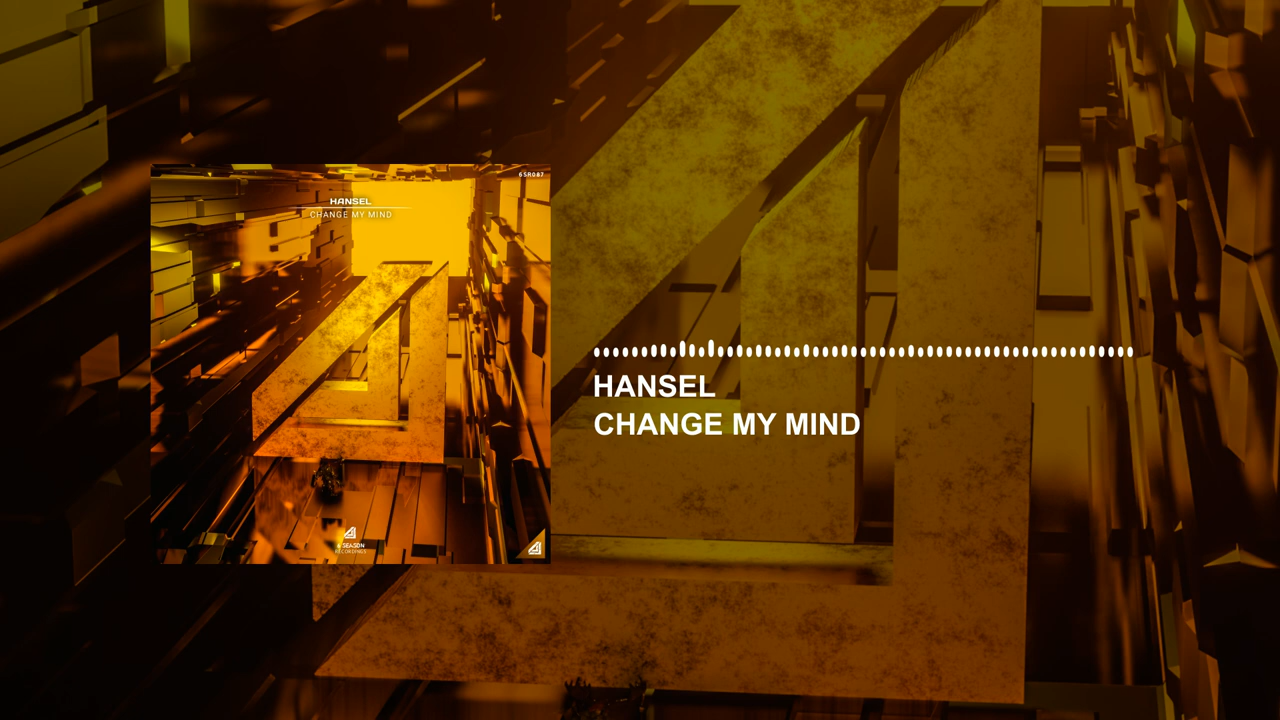 6SR087
HANSEL
CHANGE MY MIND
6 SEASON
RECORDINGS
HANSEL
CHANGE MY MIND